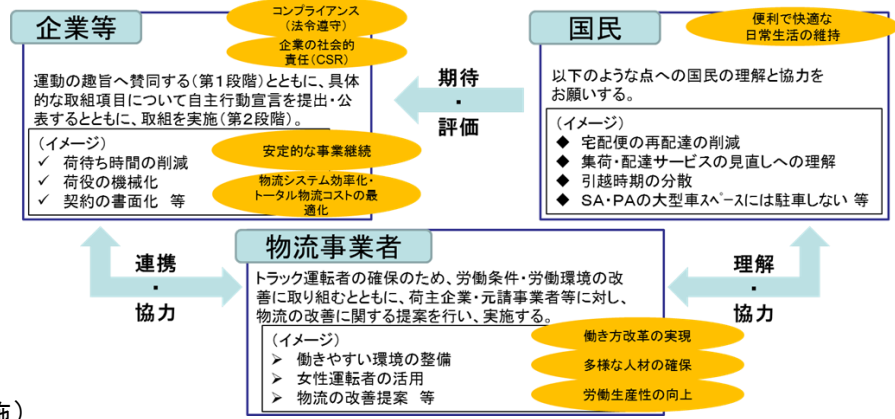 企業等
コンプライアンス
(法令遵守)
企業の社会的
責任(CSR)
運動の趣旨へ賛同する(第1段階)とともに、具体
的な取組項目について自主行動宣言を提出・公
表するとともに、取組を実施(第2段階)。
(イメージ)
✓ 荷待ち時間の削減
✓ 荷役の機械化
✓ 契約の書面化 等
安定的な事業継続
物流システム効率化・
トータル物流コストの最
適化
期待
・
評価
国民
便利で快適な
日常生活の維持
以下のような点への国民の理解と協力を
お願いする。
(イメージ)
◆ 宅配便の再配達の削減
◆ 集荷・配達サービスの見直しへの理解
◆ 引越時期の分散
◆ SA・PAの大型車スペースには駐車しない 等
連携
・
協力
物流事業者
トラック運転者の確保のため、労働条件・労働環境の改
善に取り組むとともに、荷主企業・元請事業者等に対し、
物流の改善に関する提案を行い、実施する。
(イメージ)
➢ 働きやすい環境の整備
➢ 女性運転者の活用
➢ 物流の改善提案 等
働き方改革の実現
多様な人材の確保
労働生産性の向上
理解
・
協力
施)